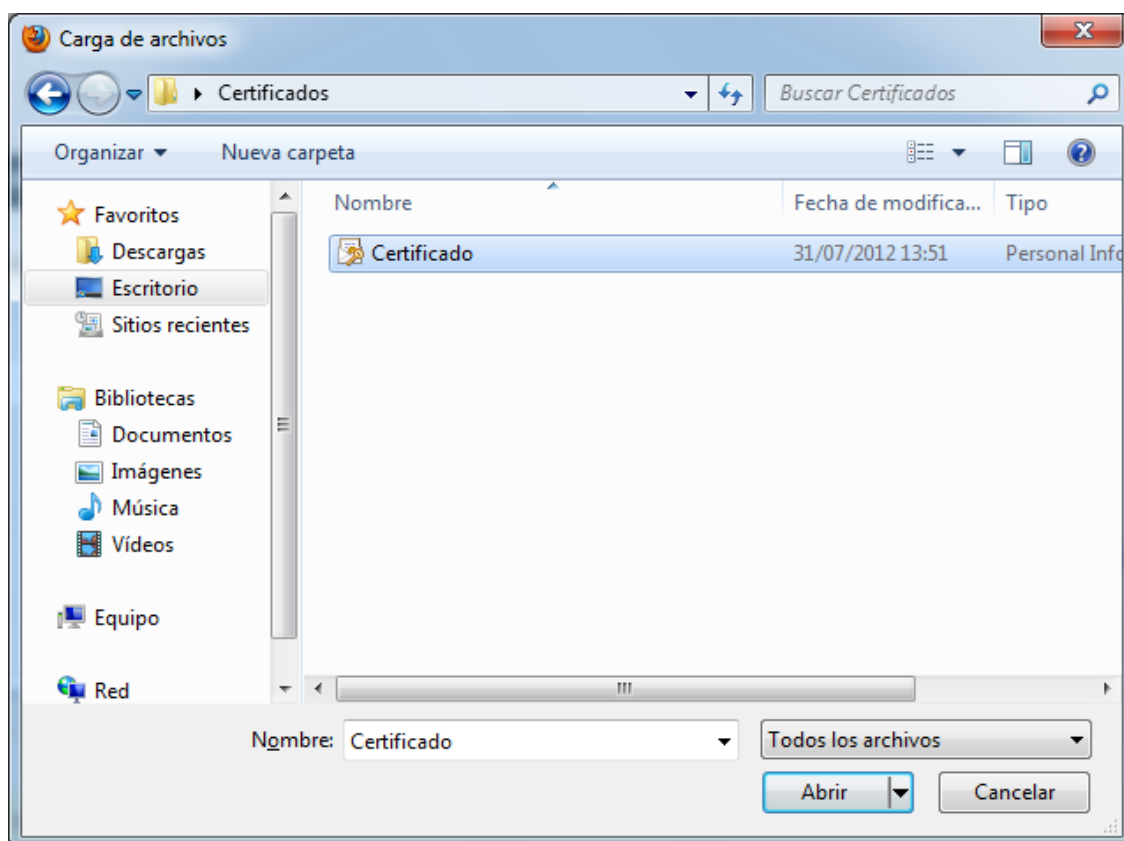 Carga de archivos
Certificados
Buscar Certificados
Organizar
Nueva carpeta
Nombre
Fecha de modifica...
Tipo
Favoritos
Descargas
Escritorio
Sitios recientes
Bibliotecas
Documentos
Imágenes
Música
Vídeos
Equipo
Red
Certificado
31/07/2012 13:51
Personal Info
Nombre: Certificado
Todos los archivos
Abrir
Cancelar